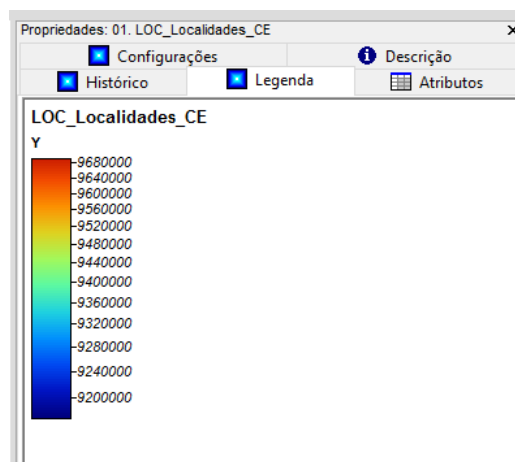 Propriedades: 01. LOC_Localidades_CE
Configurações
Descrição
Histórico
Legenda
Atributos
LOC_Localidades_CE
Y
9680000
9640000
9600000
9560000
9520000
9480000
9440000
9400000
9360000
9320000
9280000
9240000
9200000